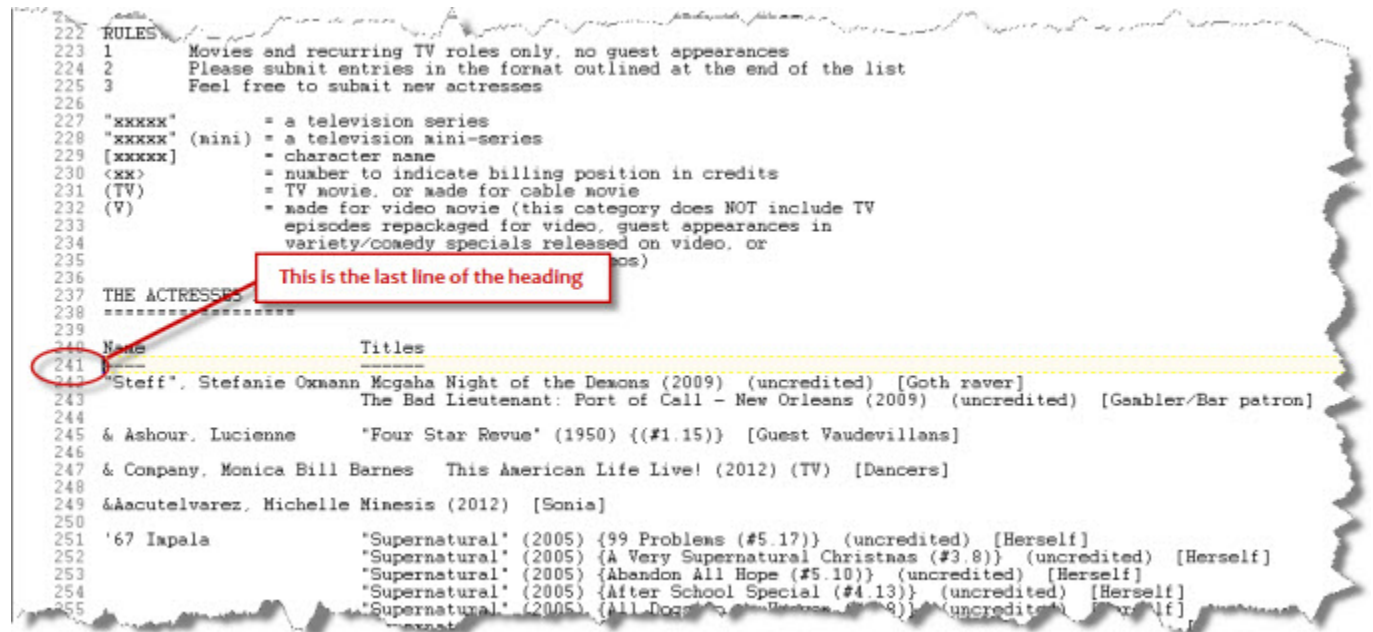 222 RULES
223 1 Movies and recurring TV roles only, no guest appearances
224 2 Please submit entries in the format outlined at the end of the list
225 3 Feel free to submit new actresses
226
227 "xxxxx" = a television series
228 "xxxxx" (mini) = a television mini-series
229 [xxxxx] = character name
230 <xx> = number to indicate billing position in credits
231 (TV) = TV movie, or made for cable movie
232 (V) = made for video movie (this category does NOT include TV
233 episodes repackaged for video, guest appearances in
234 variety/comedy specials released on video, or
235
This is the last line of the heading
236
237 THE ACTRESSES
238 ==================
239
240 Name Titles
241 ---- ------
242 "Steff", Stefanie Oxmann Mcgaha Night of the Demons (2009) (uncredited) [Goth raver]
243 The Bad Lieutenant: Port of Call - New Orleans (2009) (uncredited) [Gambler/Bar patron]
244
245 & Ashour, Lucienne "Four Star Revue" (1950) {(#1.15)} [Guest Vaudevillans]
246
247 & Company, Monica Bill Barnes This American Life Live! (2012) (TV) [Dancers]
248
249 &Aacutelvarez, Michelle Mimesis (2012) [Sonia]
250
251 '67 Impala "Supernatural" (2005) {99 Problems (#5.17)} (uncredited) [Herself]
252 "Supernatural" (2005) {A Very Supernatural Christmas (#3.8)} (uncredited) [Herself]
253 "Supernatural" (2005) {Abandon All Hope (#5.10)} (uncredited) [Herself]
254 "Supernatural" (2005) {After School Special (#4.13)} (uncredited) [Herself]
255 "Supernatural" (2005) {All Dogs (uncredited)